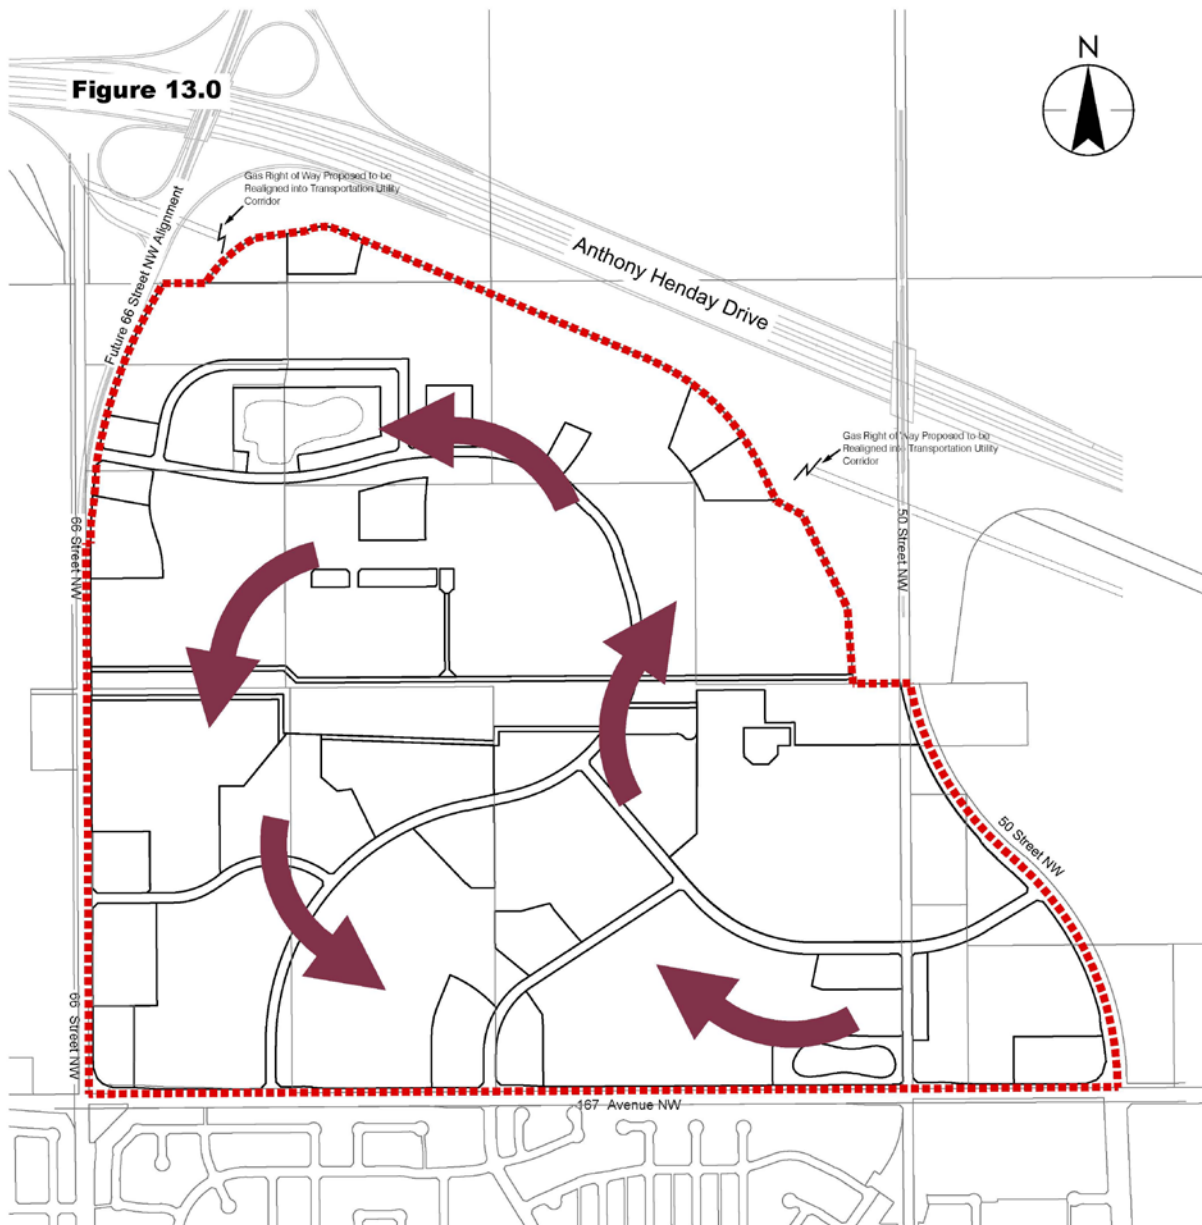 N
Figure 13.0
Gas Right of Way Proposed to be
Realigned into Transportation Utility
Corridor
Future 66 Street NW Alignment
Anthony Henday Drive
Gas Right of Way Proposed to be
Realigned into Transportation Utility
Corridor
66 Street NW
50 Street NW
50 Street NW
66 Street NW
167 Avenue NW